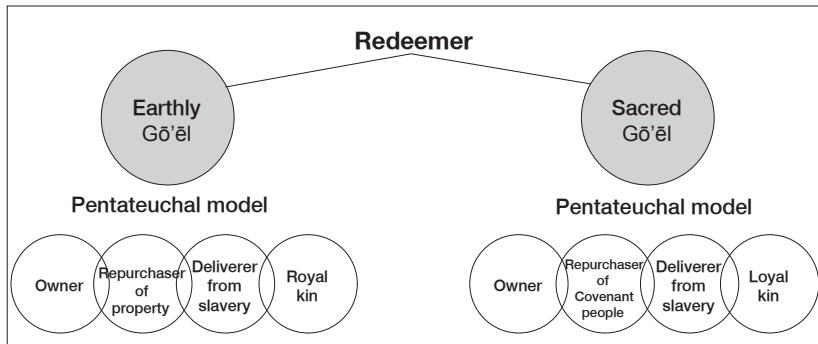 Redeemer
Earthly
Gō’ēl
Sacred
Gō’ēl
Pentateuchal model
Pentateuchal model
Owner
Repurchaser
of
property
Deliverer
from
slavery
Royal
kin
Owner
Repurchaser
of
Covenant
people
Deliverer
from
slavery
Loyal
kin